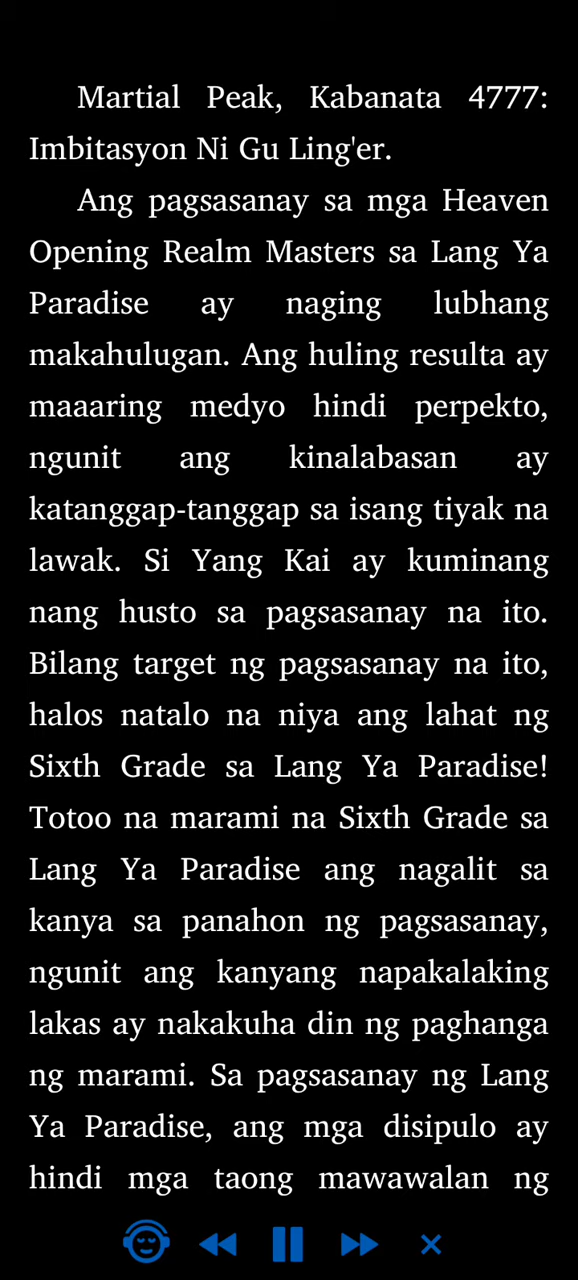 Martial Peak, Kabanata 4777:
Imbitasyon Ni Gu Ling'er.
Ang pagsasanay sa mga Heaven
Opening Realm Masters sa Lang Ya
Paradise ay naging lubhang
makahulugan. Ang huling resulta ay
maaaring medyo hindi perpekto,
ngunit ang kinalabasan ay
katanggap-tanggap sa isang tiyak na
lawak. Si Yang Kai ay kuminang
nang husto sa pagsasanay na ito.
Bilang target ng pagsasanay na ito,
halos natalo na niya ang lahat ng
Sixth Grade sa Lang Ya Paradise!
Totoo na marami na Sixth Grade sa
Lang Ya Paradise ang nagalit sa
kanya sa panahon ng pagsasanay,
ngunit ang kanyang napakalaking
lakas ay nakakuha din ng paghanga
ng marami. Sa pagsasanay ng Lang
Ya Paradise, ang mga disipulo ay
hindi mga taong mawawalan ng